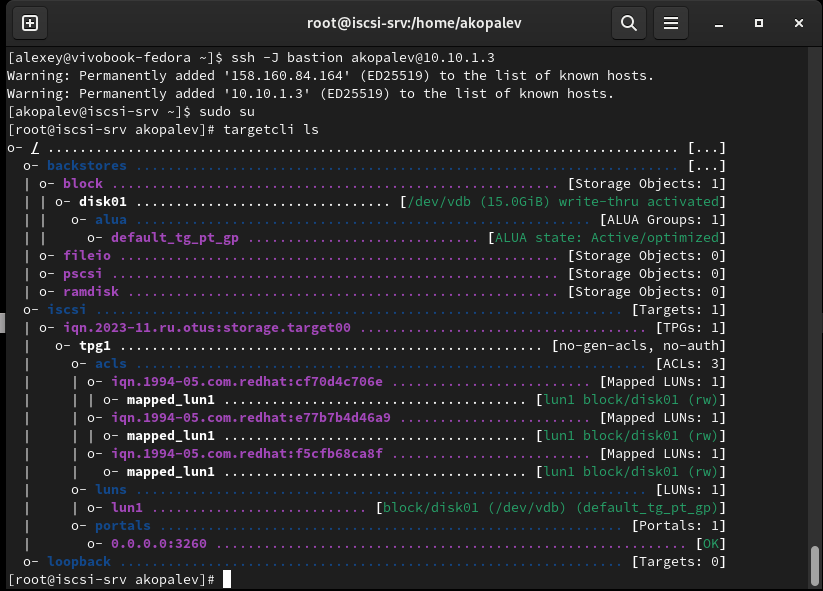 root@iscsi-srv:/home/akopalev
[alexey@vivobook-fedora ~]$ ssh -J bastion akopalev@10.10.1.3
Warning: Permanently added '158.160.84.164' (ED25519) to the list of known hosts.
Warning: Permanently added '10.10.1.3' (ED25519) to the list of known hosts.
[akopalev@iscsi-srv ~]$ sudo su
[root@iscsi-srv akopalev]# targetcli ls
o- / ............................................................................... [...]
  o- backstores .................................................................... [...]
  | o- block ........................................................ [Storage Objects: 1]
  | | o- disk01 ................................ [/dev/vdb (15.0GiB) write-thru activated]
  | |   o- alua ......................................................... [ALUA Groups: 1]
  | |     o- default_tg_pt_gp ............................. [ALUA state: Active/optimized]
  | o- fileio ....................................................... [Storage Objects: 0]
  | o- pscsi ........................................................ [Storage Objects: 0]
  | o- ramdisk ...................................................... [Storage Objects: 0]
  o- iscsi .................................................................. [Targets: 1]
  | o- iqn.2023-11.ru.otus:storage.target00 .................................... [TPGs: 1]
  |   o- tpg1 ..................................................... [no-gen-acls, no-auth]
  |     o- acls ................................................................ [ACLs: 3]
  |     | o- iqn.1994-05.com.redhat:cf70d4c706e ......................... [Mapped LUNs: 1]
  |     | | o- mapped_lun1 ....................................... [lun1 block/disk01 (rw)]
  |     | o- iqn.1994-05.com.redhat:e77b7b4d46a9 ........................ [Mapped LUNs: 1]
  |     | | o- mapped_lun1 ....................................... [lun1 block/disk01 (rw)]
  |     | o- iqn.1994-05.com.redhat:f5cfb68ca8f ......................... [Mapped LUNs: 1]
  |     |   o- mapped_lun1 ....................................... [lun1 block/disk01 (rw)]
  |     o- luns ................................................................ [LUNs: 1]
  |     | o- lun1 ........................... [block/disk01 (/dev/vdb) (default_tg_pt_gp)]
  |     o- portals .......................................................... [Portals: 1]
  |       o- 0.0.0.0:3260 ........................................................... [OK]
  o- loopback ............................................................... [Targets: 0]
[root@iscsi-srv akopalev]#